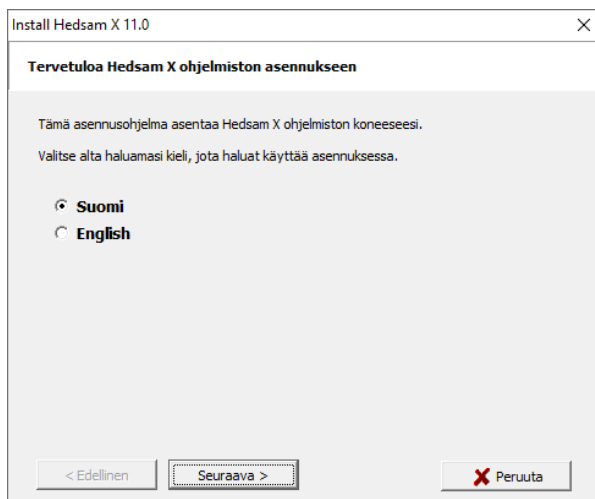 Install Hedsam X 11.0
Tervetuloa Hedsam X ohjelmiston asennukseen
Tämä asennusohjelma asentaa Hedsam X ohjelmiston koneeseesi.
Valitse alta haluamasi kieli, jota haluat käyttää asennuksessa.
Suomi
English
< Edellinen
Seuraava >
Peruuta